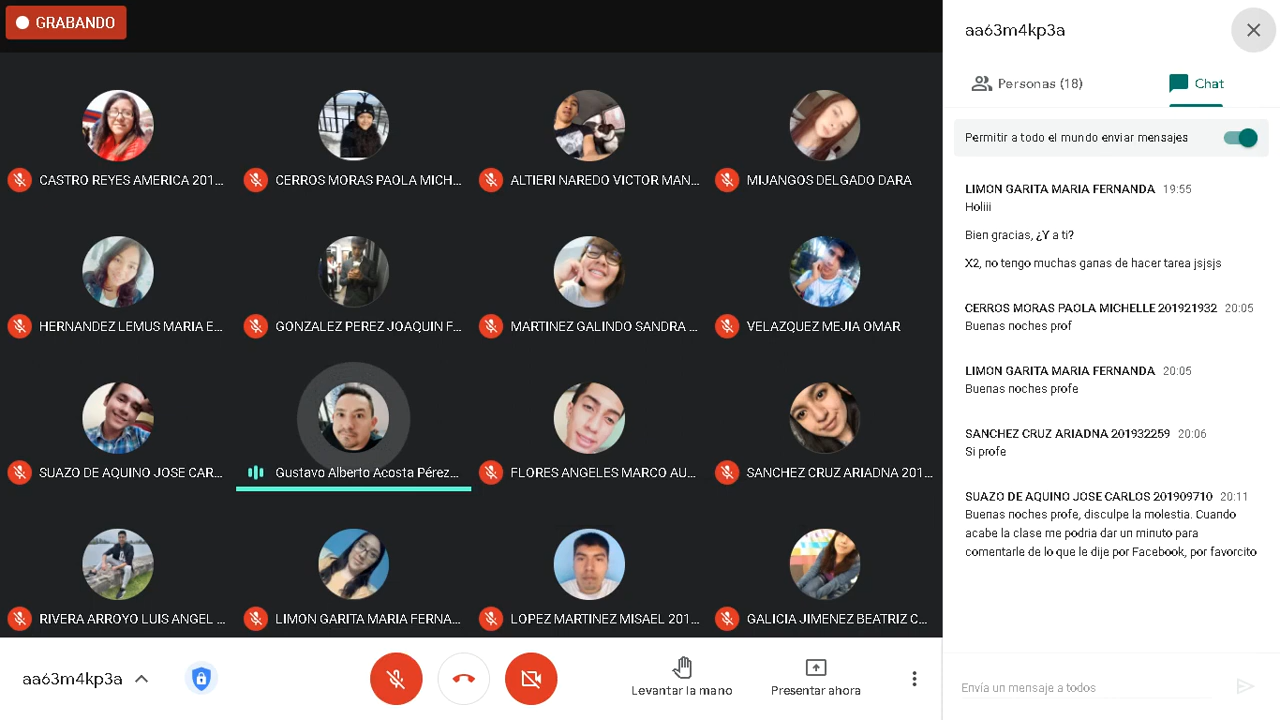 GRABANDO
CASTRO REYES AMERICA 201...
CERROS MORAS PAOLA MICH...
ALTIERI NAREDO VICTOR MAN...
MIJANGOS DELGADO DARA
HERNANDEZ LEMUS MARIA E...
GONZALEZ PEREZ JOAQUIN F...
MARTINEZ GALINDO SANDRA ...
VELAZQUEZ MEJIA OMAR
SUAZO DE AQUINO JOSE CAR...
Gustavo Alberto Acosta Pérez...
FLORES ANGELES MARCO AU...
SANCHEZ CRUZ ARIADNA 201...
RIVERA ARROYO LUIS ANGEL ...
LIMON GARITA MARIA FERNA...
LOPEZ MARTINEZ MISAEL 201...
GALICIA JIMENEZ BEATRIZ C...
aa63m4kp3a
Levantar la mano
Presentar ahora
aa63m4kp3a
Personas (18)
Chat
Permitir a todo el mundo enviar mensajes
LIMON GARITA MARIA FERNANDA 19:55
Holiii
Bien gracias, ¿Y a ti?
X2, no tengo muchas ganas de hacer tarea jsjsjs
CERROS MORAS PAOLA MICHELLE 201921932 20:05
Buenas noches prof
LIMON GARITA MARIA FERNANDA 20:05
Buenas noches profe
SANCHEZ CRUZ ARIADNA 201932259 20:06
Si profe
SUAZO DE AQUINO JOSE CARLOS 201909710 20:11
Buenas noches profe, disculpe la molestia. Cuando
acabe la clase me podria dar un minuto para
comentarle de lo que le dije por Facebook, por favorcito
Envía un mensaje a todos